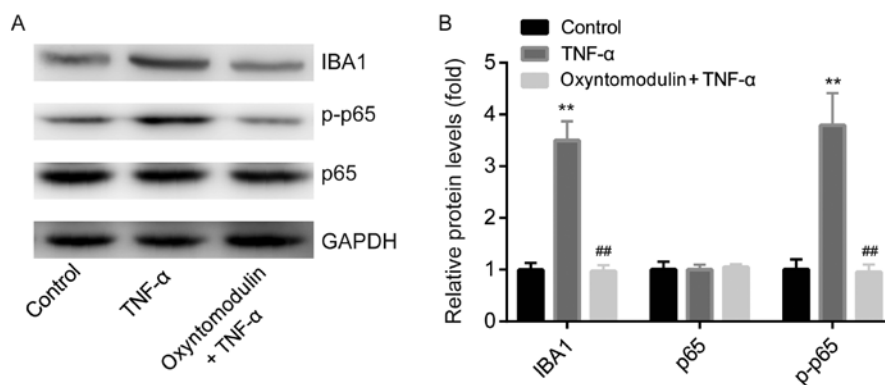 A
IBA1
p-p65
p65
GAPDH
Control
TNF-α
Oxyntomodulin
+ TNF-α
B
Control
TNF-α
Oxyntomodulin + TNF-α
Relative protein levels (fold)
5
4
3
2
1
0
**
##
**
##
IBA1
p65
p-p65